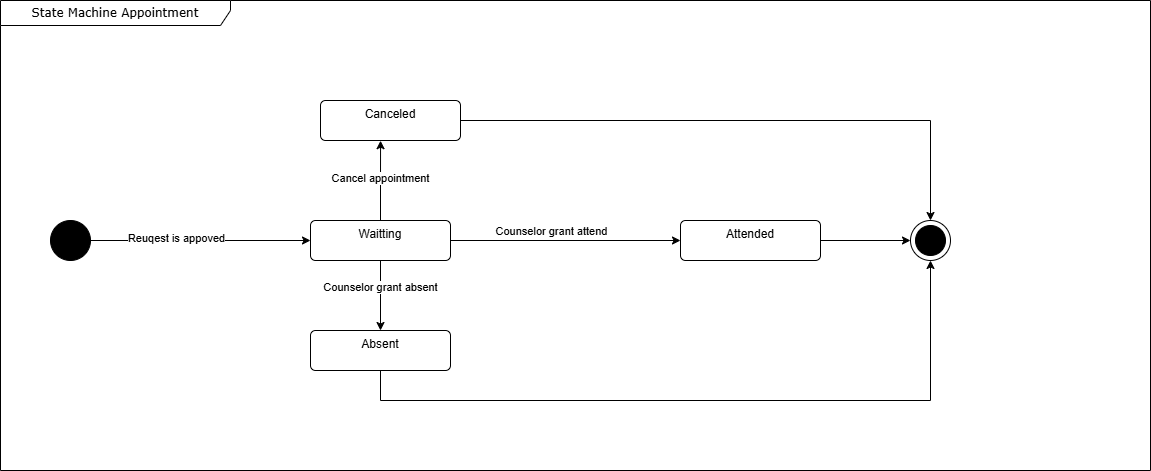 State Machine Appointment
Canceled
Cancel appointment
Reuqest is appoved
Waitting
Counselor grant attend
Attended
Counselor grant absent
Absent